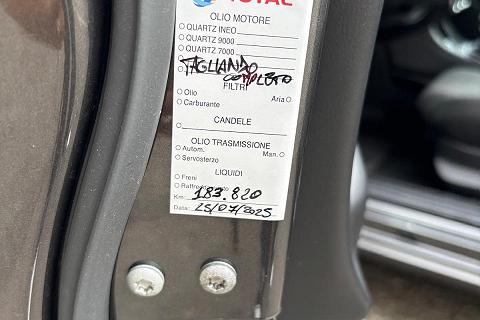 TOTAL
OLIO MOTORE
QUARTZ INEO
QUARTZ 9000
QUARTZ 7000
TAGLIANDO
COMPLETO
FILTRI
Olio Aria
Carburante
CANDELE
OLIO TRASMISSIONE
Autom. Man.
Servosterzo
LIQUIDI
Freni
Km: 183.820
Data: 25/07/2025